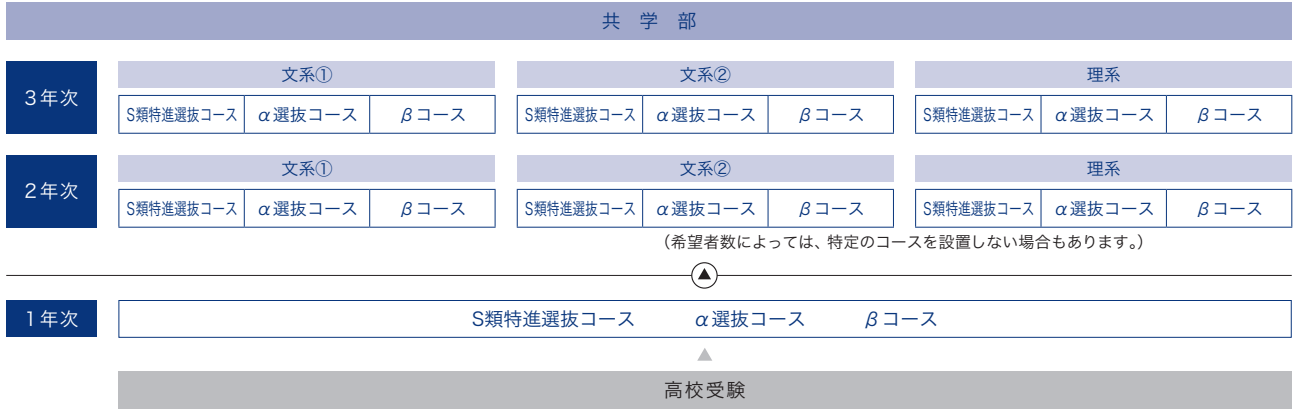 共 学 部
3年次
文系①
文系②
理系
S類特進選抜コース α選抜コース βコース
S類特進選抜コース α選抜コース βコース
S類特進選抜コース α選抜コース βコース
2年次
文系①
文系②
理系
S類特進選抜コース α選抜コース βコース
S類特進選抜コース α選抜コース βコース
S類特進選抜コース α選抜コース βコース
（希望者数によっては、特定のコースを設置しない場合もあります。）
1年次
S類特進選抜コース α選抜コース βコース
高校受験